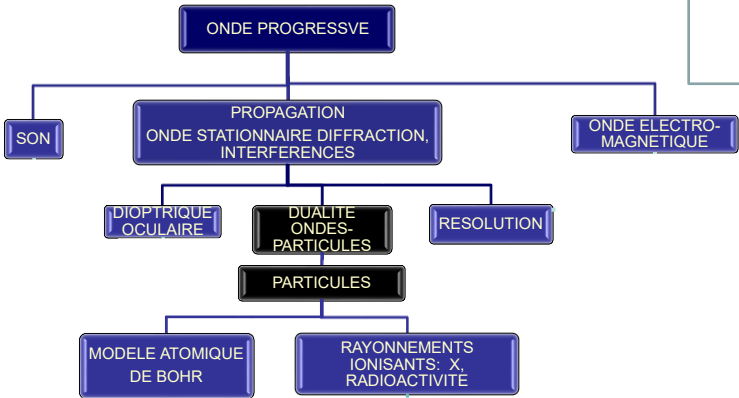 ONDE PROGRESSVE
SON
PROPAGATION
ONDE STATIONNAIRE DIFFRACTION,
INTERFERENCES
ONDE ELECTRO-
MAGNETIQUE
DIOPTRIQUE
OCULAIRE
DUALITE
ONDES-
PARTICULES
RESOLUTION
PARTICULES
MODELE ATOMIQUE
DE BOHR
RAYONNEMENTS
IONISANTS:  X,
RADIOACTIVITE